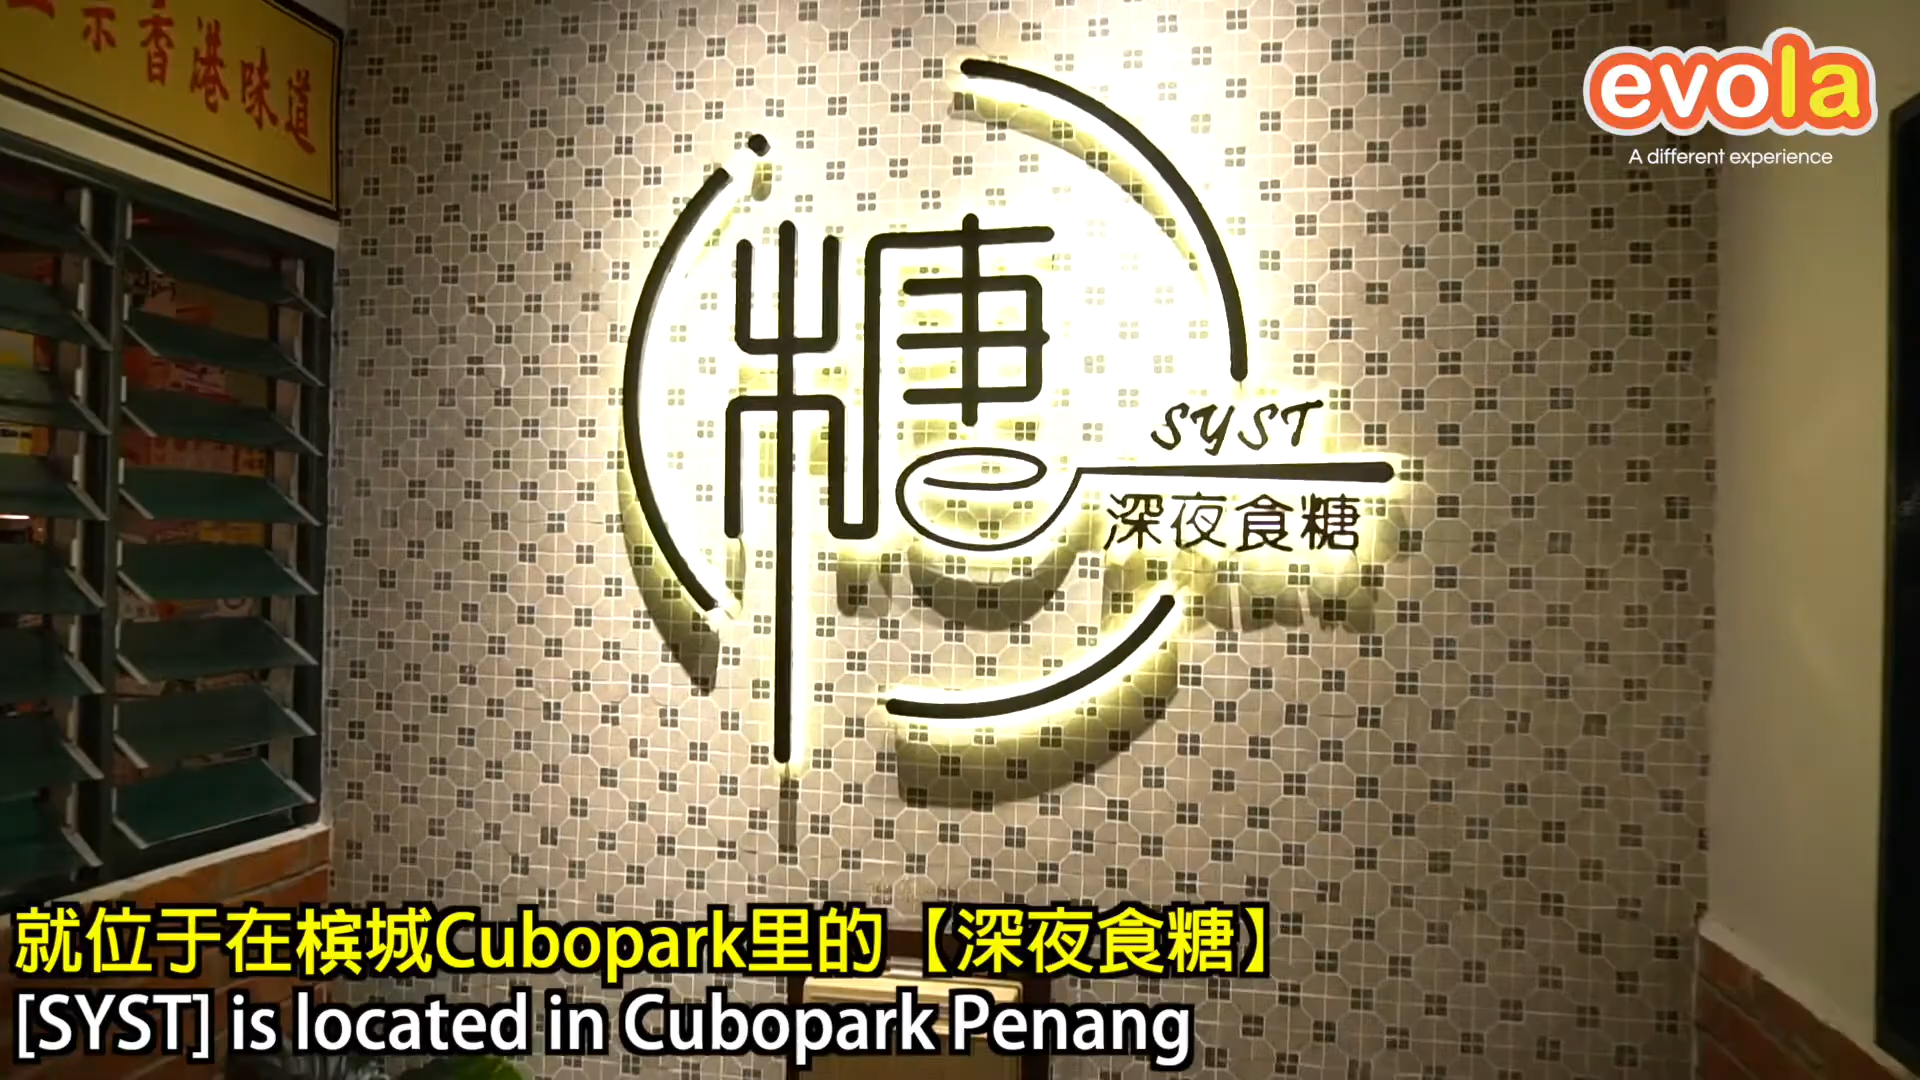 宗香港味道
evola
A different experience
糖
SYST
深夜食糖
就位于在槟城Cubopark里的【深夜食糖】
[SYST] is located in Cubopark Penang